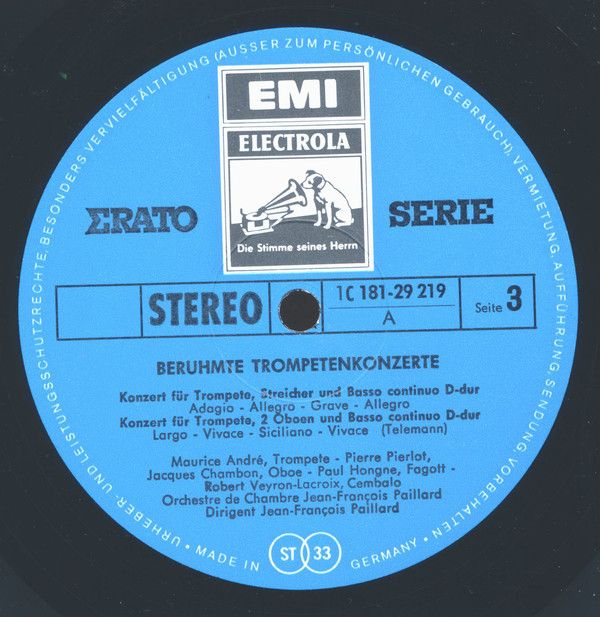 URHEBER- UND LEISTUNGSSCHUTZRECHTE, BESONDERS VERVIELFÄLTIGUNG (AUSSER ZUM PERSÖNLICHEN GEBRAUCH), VERMIETUNG, AUFFÜHRUNG, SENDUNG VORBEHALTEN
EMI
ELECTROLA
ΣRATO
SERIE
Die Stimme seines Herrn
STEREO
1C 181-29 219
A
Seite 3
BERUHMTE TROMPETENKONZERTE
Konzert für Trompete, Streicher und Basso continuo D-dur
Adagio - Allegro - Grave - Allegro
Konzert für Trompete, 2 Oboen und Basso continuo D-dur
Largo - Vivace - Siciliano - Vivace (Telemann)
Maurice André, Trompete - Pierre Pierlot,
Jacques Chambon, Oboe - Paul Hongne, Fagott -
Robert Veyron-Lacroix, Cembalo
Orchestre de Chambre Jean-François Paillard
Dirigent Jean-François Paillard
• MADE IN ST 33 GERMANY •